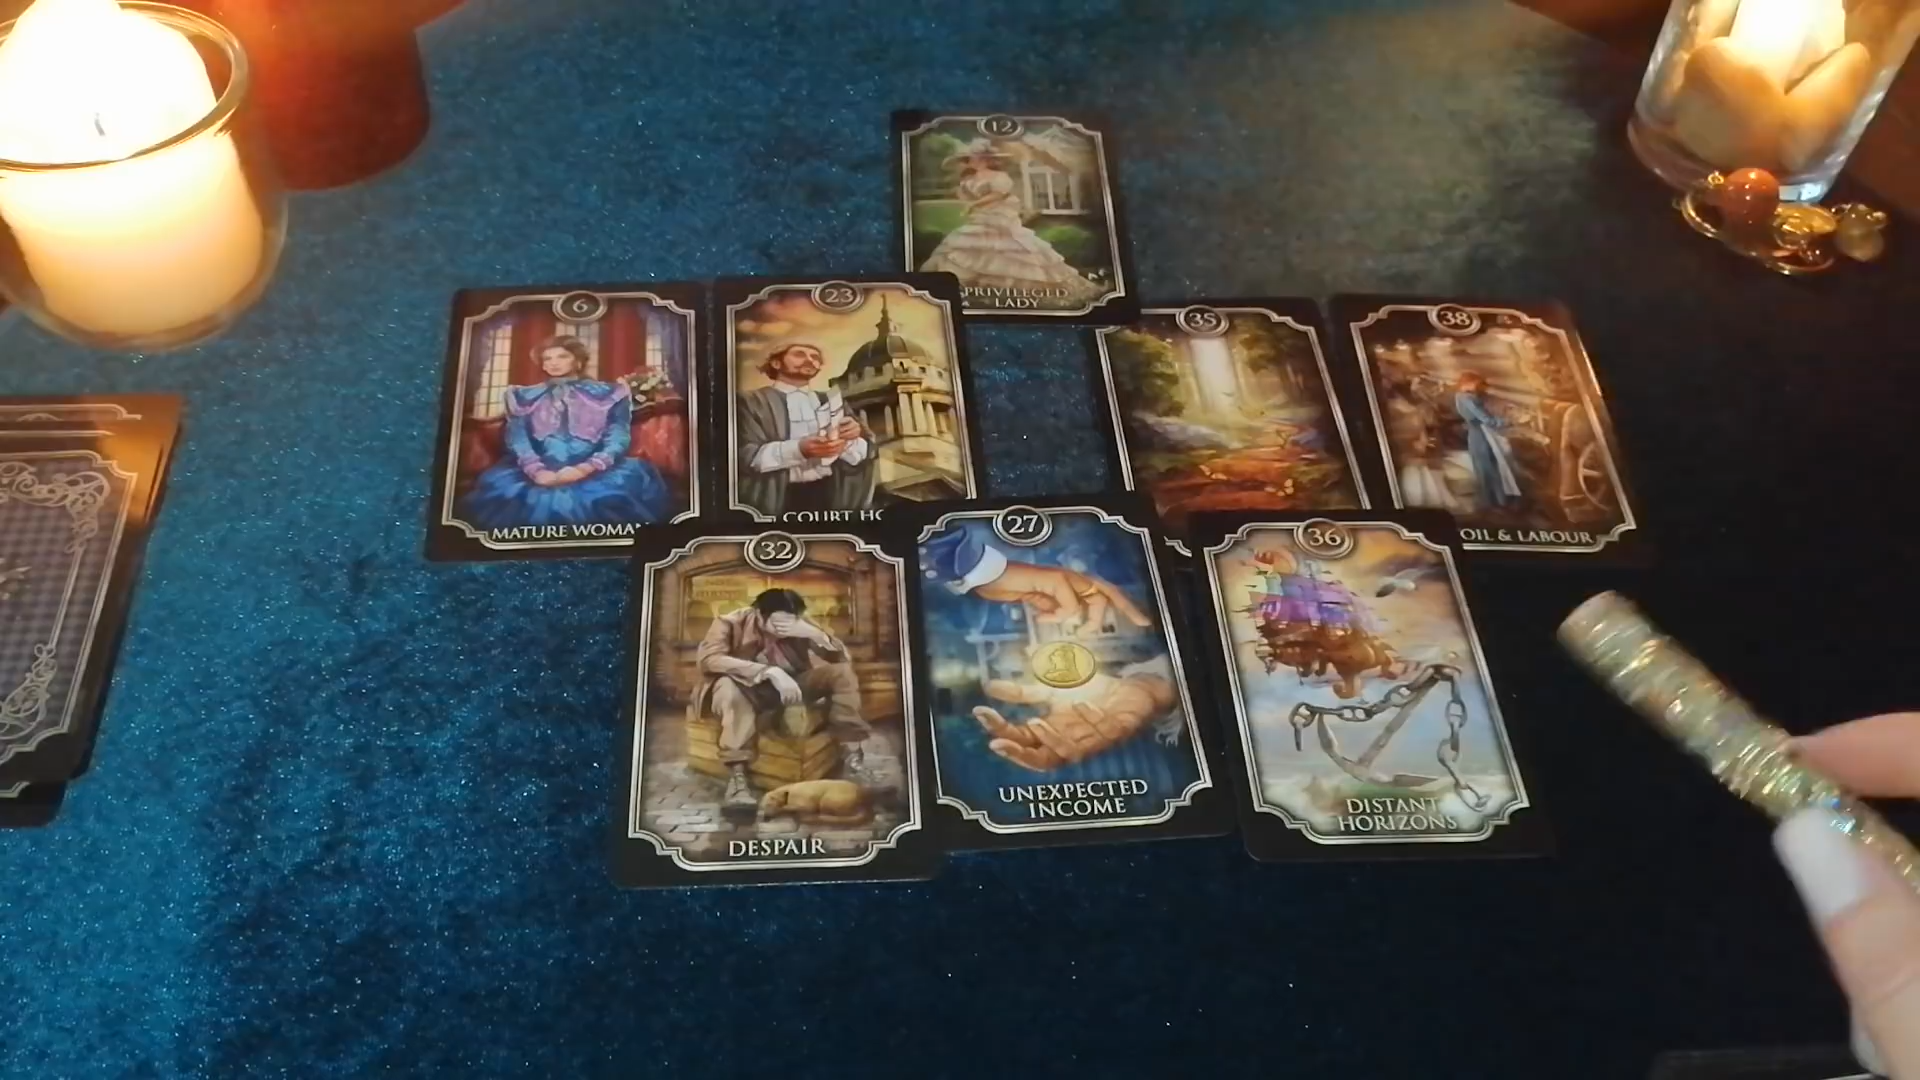 12
PRIVILEGED
LADY
6
MATURE WOMAN
23
COURT HO
35
38
OIL & LABOUR
32
DESPAIR
27
UNEXPECTED
INCOME
36
DISTANT
HORIZONS